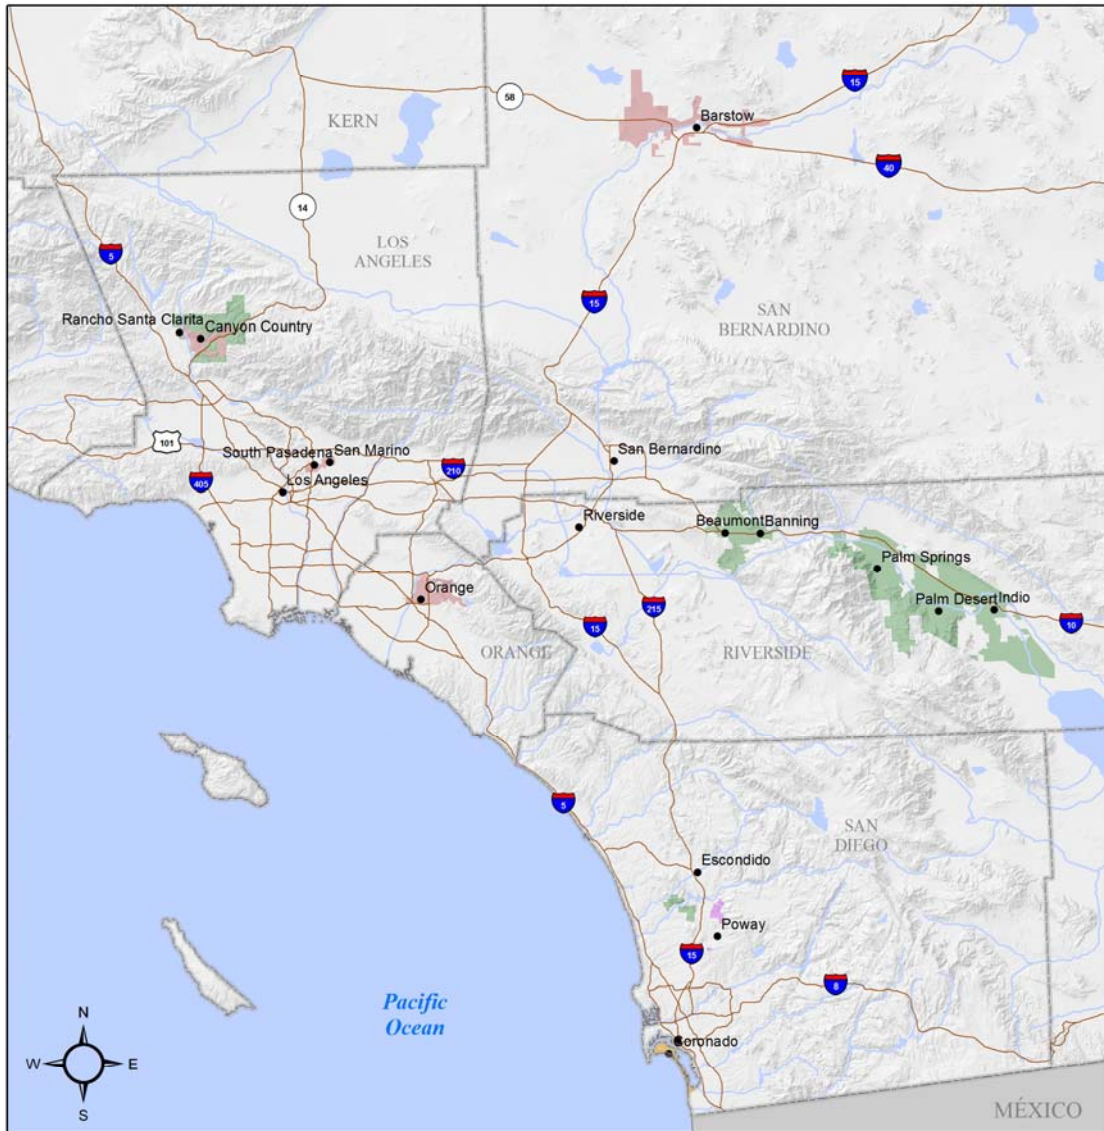 15
58
Barstow
KERN
40
14
LOS
ANGELES
5
15
SAN
BERNARDINO
Rancho Santa Clarita
Canyon Country
101
South Pasadena
San Marino
San Bernardino
210
405
Los Angeles
Riverside
Beaumont
Banning
Palm Springs
Orange
215
Palm Desert
Indio
15
10
ORANGE
RIVERSIDE
5
SAN
DIEGO
Escondido
Poway
15
8
Pacific
Ocean
N
W
E
S
Coronado
MÉXICO